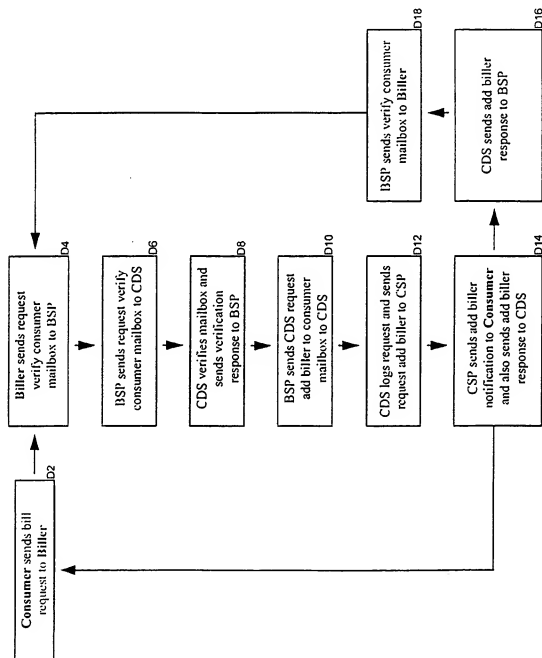 Consumer sends bill
request to Biller
D2
Biller sends request
verify consumer
mailbox to BSP
D4
BSP sends request verify
consumer mailbox to CDS
D6
CDS verifies mailbox and
sends verification
response to BSP
D8
BSP sends CDS request
add biller to consumer
mailbox to CDS
D10
CDS logs request and sends
request add biller to CSP
D12
CSP sends add biller
notification to Consumer
and also sends add biller
response to CDS
D14
CDS sends add biller
response to BSP
D16
BSP sends verify consumer
mailbox to Biller
D18